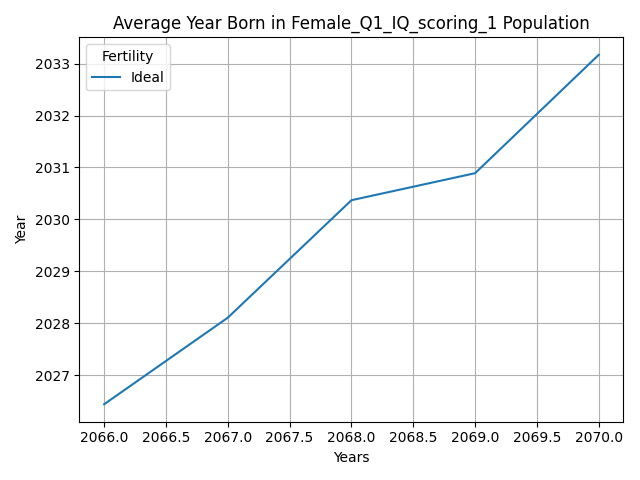 Average Year Born in Female_Q1_IQ_scoring_1 Population
Fertility
Ideal
2033
2032
2031
2030
2029
2028
2027
Year
2066.0 2066.5 2067.0 2067.5 2068.0 2068.5 2069.0 2069.5 2070.0
Years